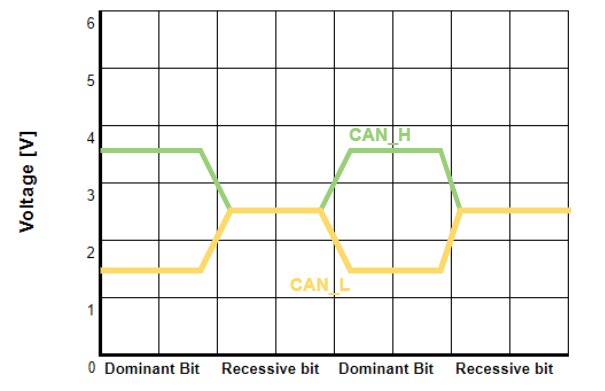 6
5
Voltage [V]
4
CAN_H
3
2
CAN_L
1
0 Dominant Bit Recessive bit Dominant Bit Recessive bit